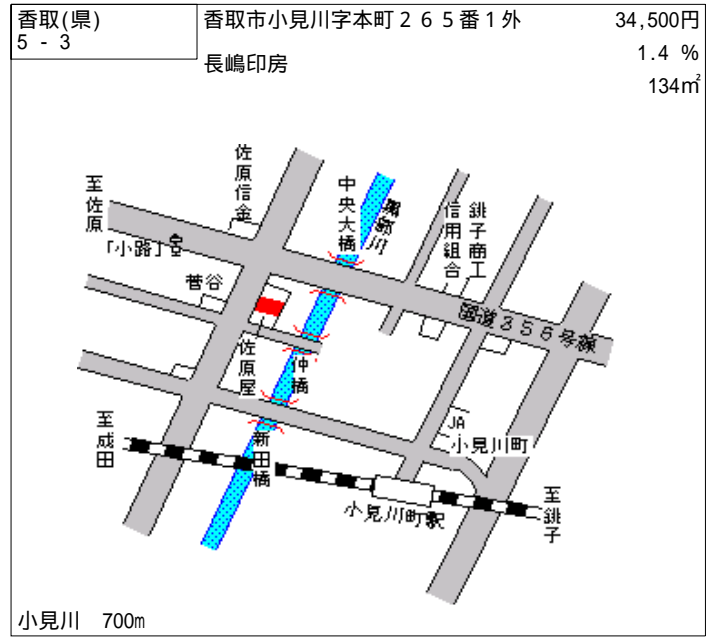 香取(県)
5 - 3
香取市小見川字本町２６５番１外
34,500円
長嶋印房
1.4 %
134㎡
佐原信金
至佐原
中央大橋
黒部川
信用組合
銚子商工
「小路」
菅谷
国道３５６号線
佐原屋
仲橋
至成田
新田橋
JA
小見川町
小見川町駅
至銚子
小見川 700m